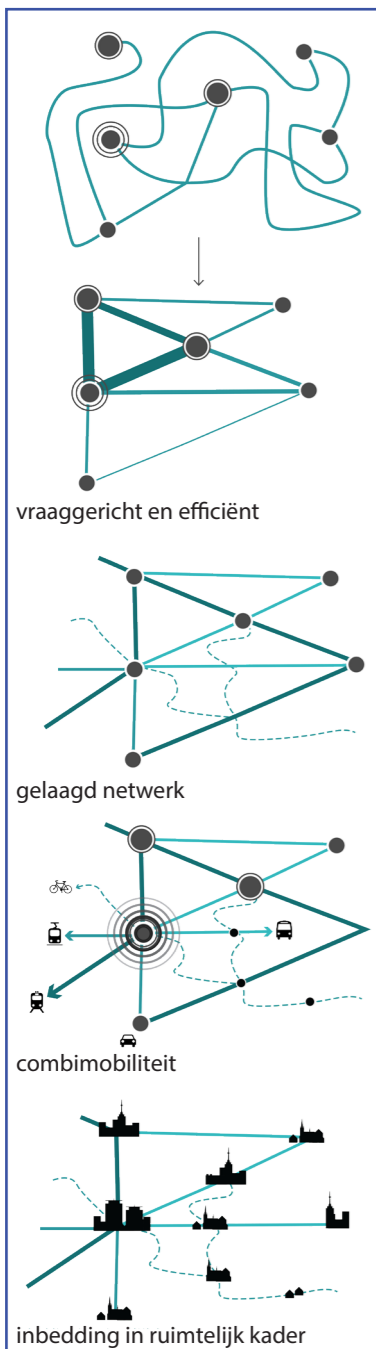 vraaggericht en efficiënt
gelaagd netwerk
combimobiliteit
inbedding in ruimtelijk kader